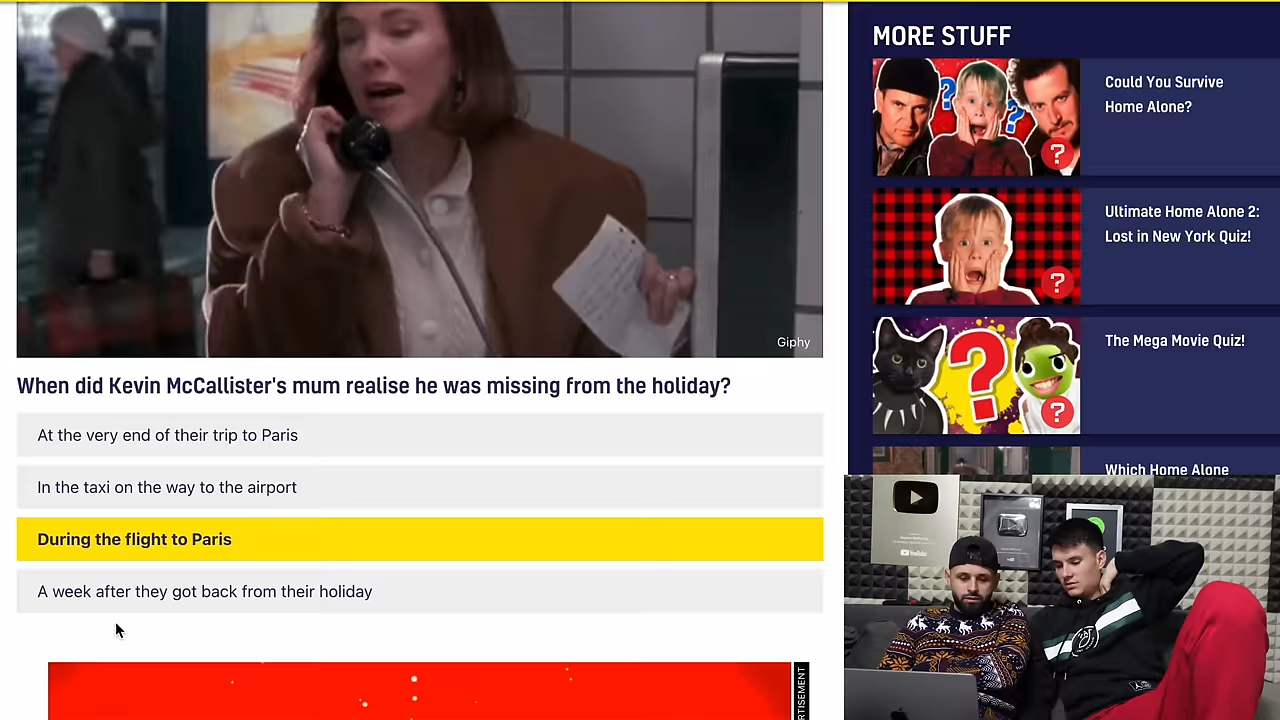 Giphy
When did Kevin McCallister's mum realise he was missing from the holiday?
At the very end of their trip to Paris
In the taxi on the way to the airport
During the flight to Paris
A week after they got back from their holiday
MORE STUFF
Could You Survive
Home Alone?
?
Ultimate Home Alone 2:
Lost in New York Quiz!
?
The Mega Movie Quiz!
?
?
Which Home Alone
YouTube